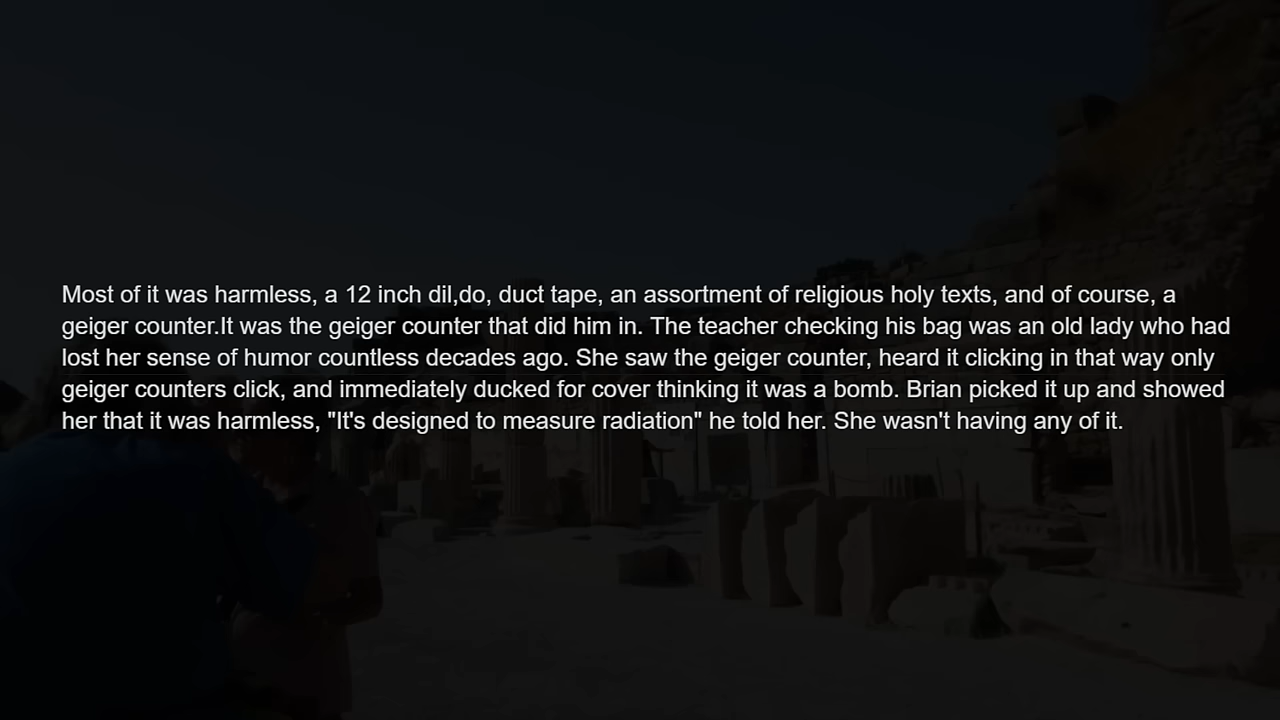 Most of it was harmless, a 12 inch dil,do, duct tape, an assortment of religious holy texts, and of course, a
geiger counter.It was the geiger counter that did him in. The teacher checking his bag was an old lady who had
lost her sense of humor countless decades ago. She saw the geiger counter, heard it clicking in that way only
geiger counters click, and immediately ducked for cover thinking it was a bomb. Brian picked it up and showed
her that it was harmless, "It's designed to measure radiation" he told her. She wasn't having any of it.